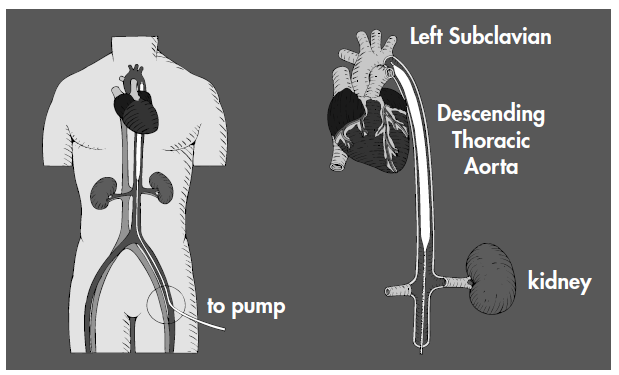 Left Subclavian
Descending
Thoracic
Aorta
kidney
to pump